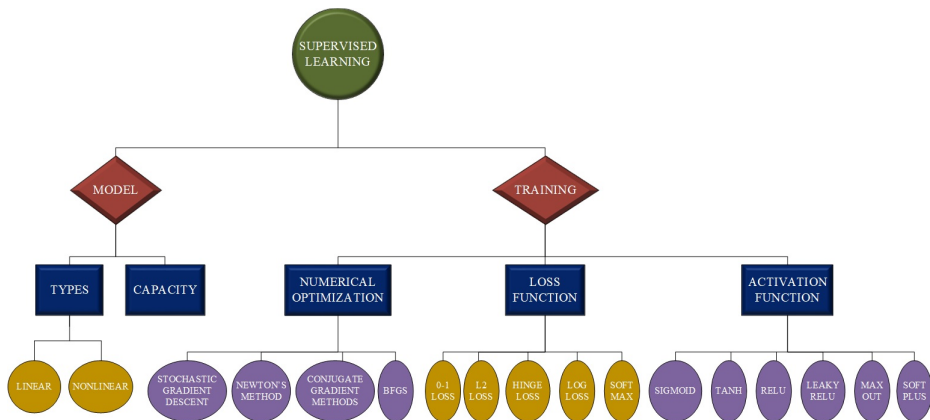 SUPERVISED
LEARNING
MODEL
TRAINING
TYPES
CAPACITY
NUMERICAL
OPTIMIZATION
LOSS
FUNCTION
ACTIVATION
FUNCTION
LINEAR
NONLINEAR
STOCHASTIC
GRADIENT
DESCENT
NEWTON'S
METHOD
CONJUGATE
GRADIENT
METHODS
BFGS
0-1
LOSS
L2
LOSS
HINGE
LOSS
LOG
LOSS
SOFT
MAX
SIGMOID
TANH
RELU
LEAKY
RELU
MAX
OUT
SOFT
PLUS